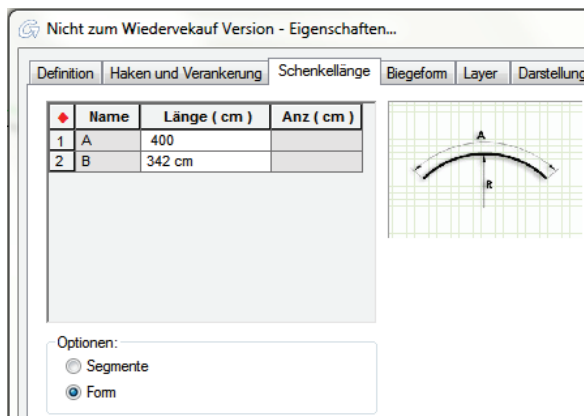 Nicht zum Wiedervekauf Version - Eigenschaften...
Definition Haken und Verankerung Schenkellänge Biegeform Layer Darstellung
Name Länge ( cm ) Anz ( cm )
1 A 400
2 B 342 cm
A
R
Optionen:
Segmente
Form